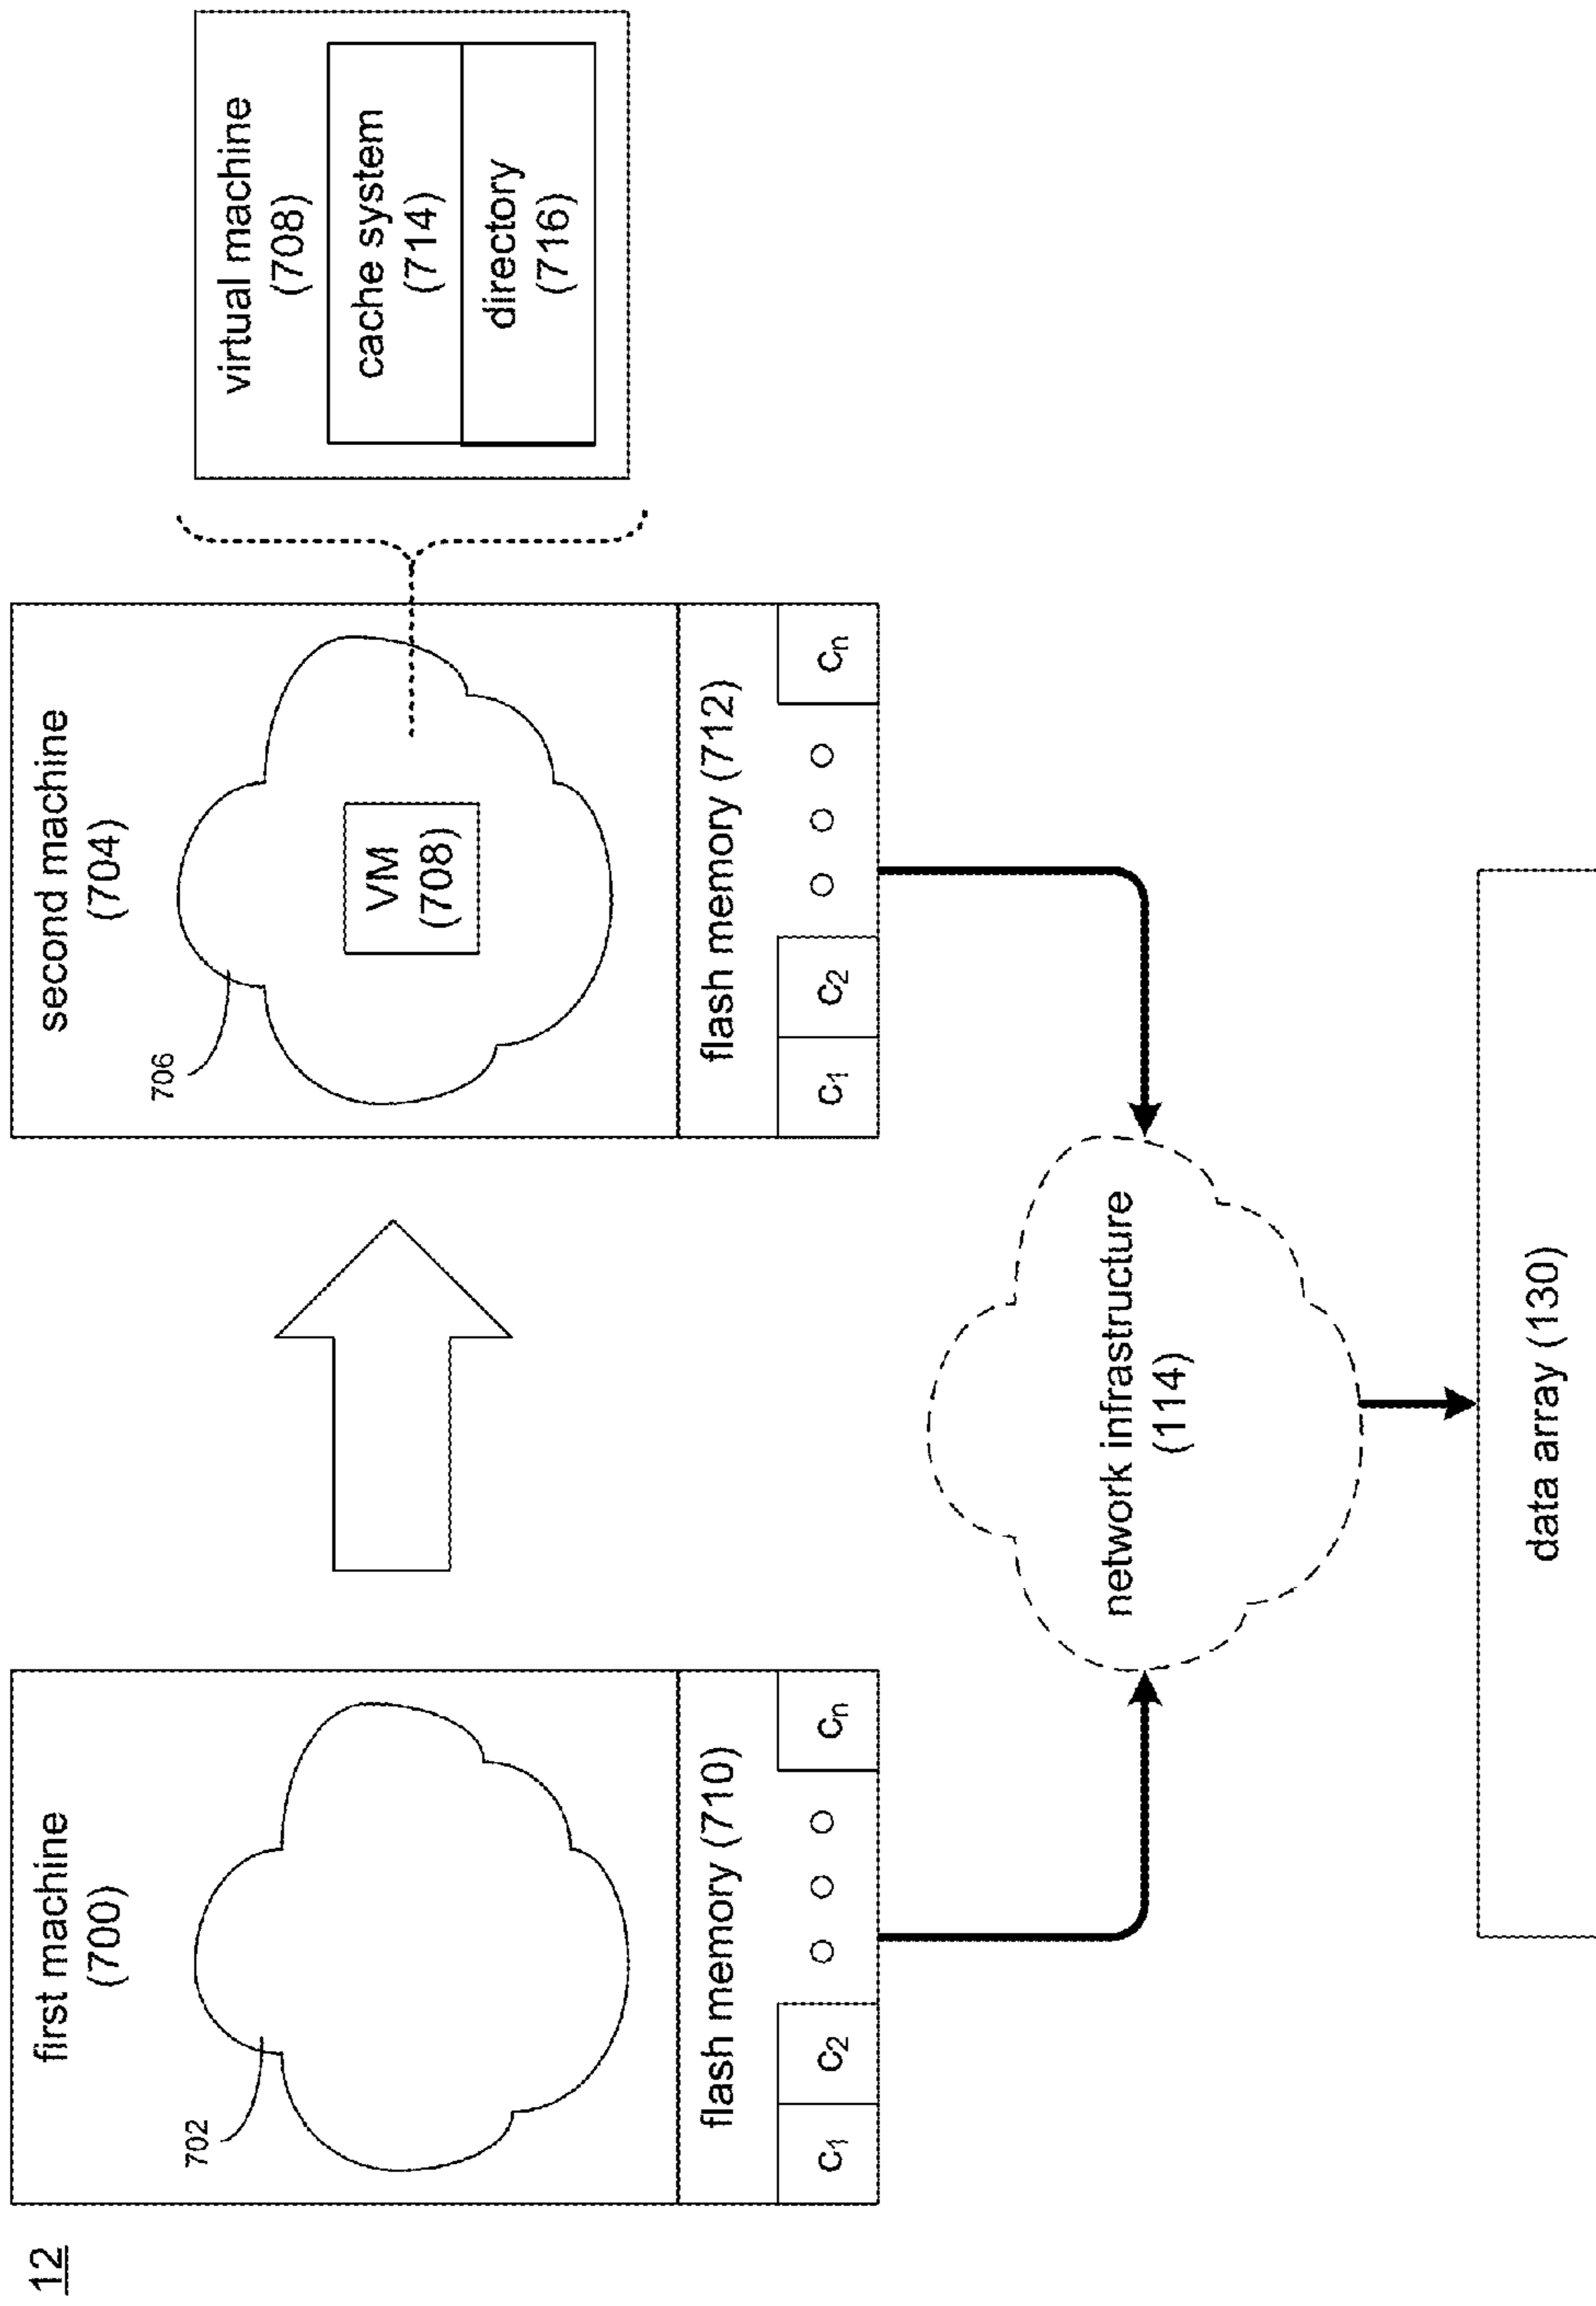 12
first machine
(700)
702
flash memory (710)
c1
c2
cn
second machine
(704)
706
VM
(708)
flash memory (712)
c1
c2
cn
virtual machine
(708)
cache system
(714)
directory
(716)
network infrastructure
(114)
data array (130)